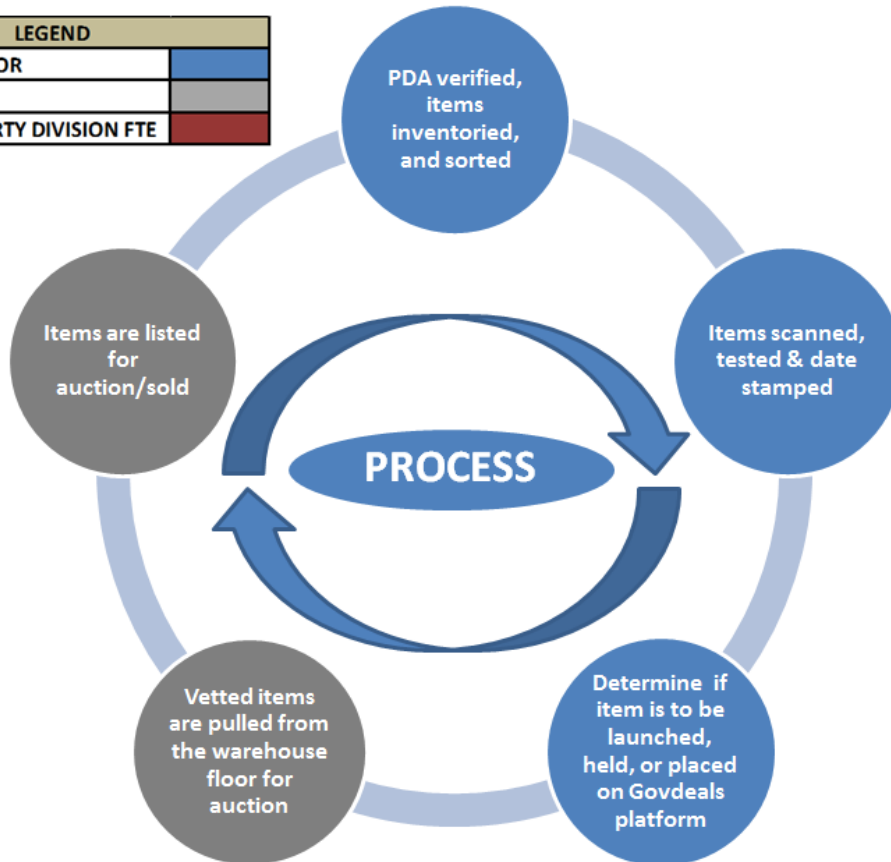 LEGEND
OR
RTY DIVISION FTE
PDA verified,
items
inventoried,
and sorted
Items scanned,
tested & date
stamped
Determine if
item is to be
launched,
held, or placed
on Govdeals
platform
Vetted items
are pulled from
the warehouse
floor for
auction
Items are listed
for
auction/sold
PROCESS